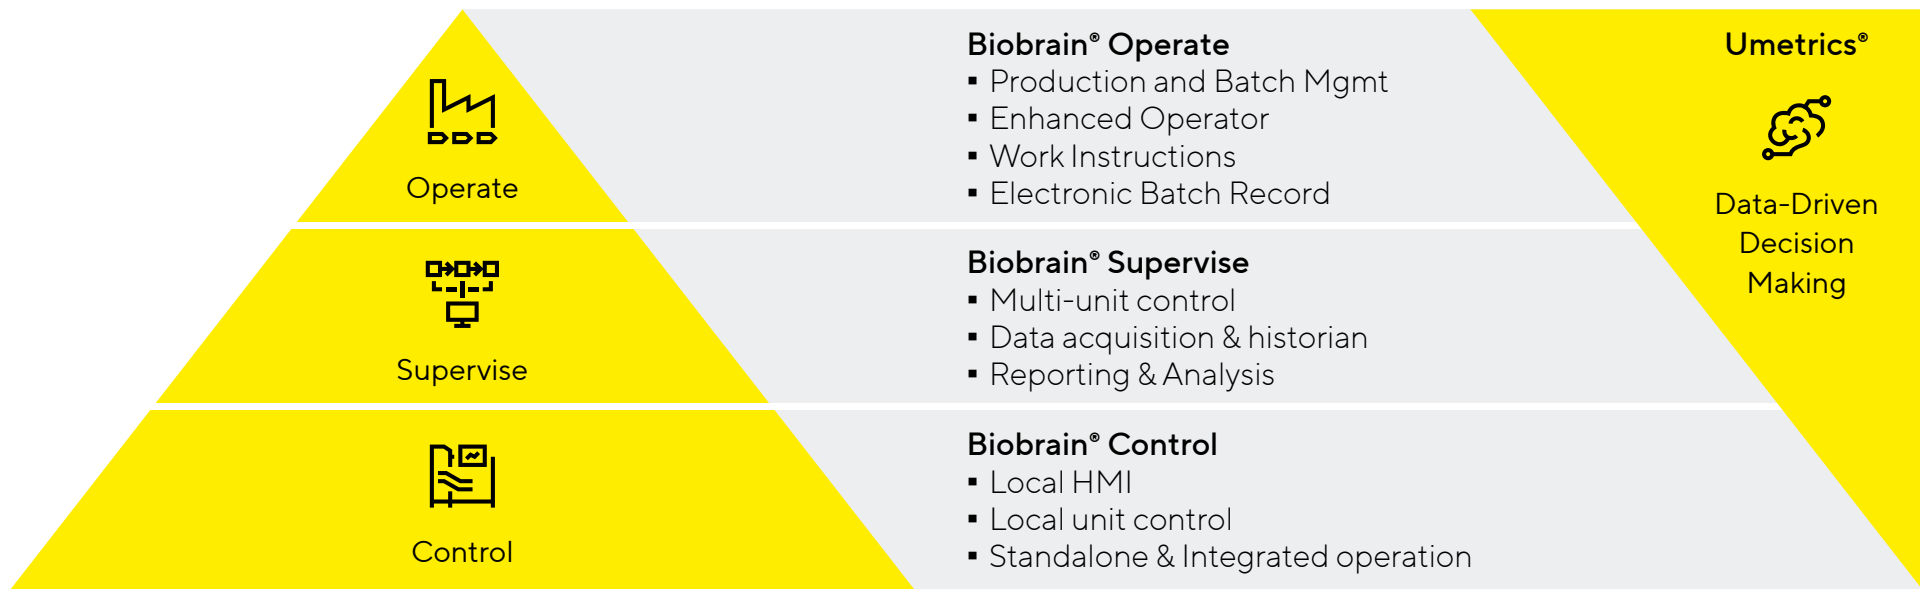 Operate
Biobrain® Operate
▪ Production and Batch Mgmt
▪ Enhanced Operator
▪ Work Instructions
▪ Electronic Batch Record
Supervise
Biobrain® Supervise
▪ Multi-unit control
▪ Data acquisition & historian
▪ Reporting & Analysis
Control
Biobrain® Control
▪ Local HMI
▪ Local unit control
▪ Standalone & Integrated operation
Umetrics®
Data-Driven
Decision
Making